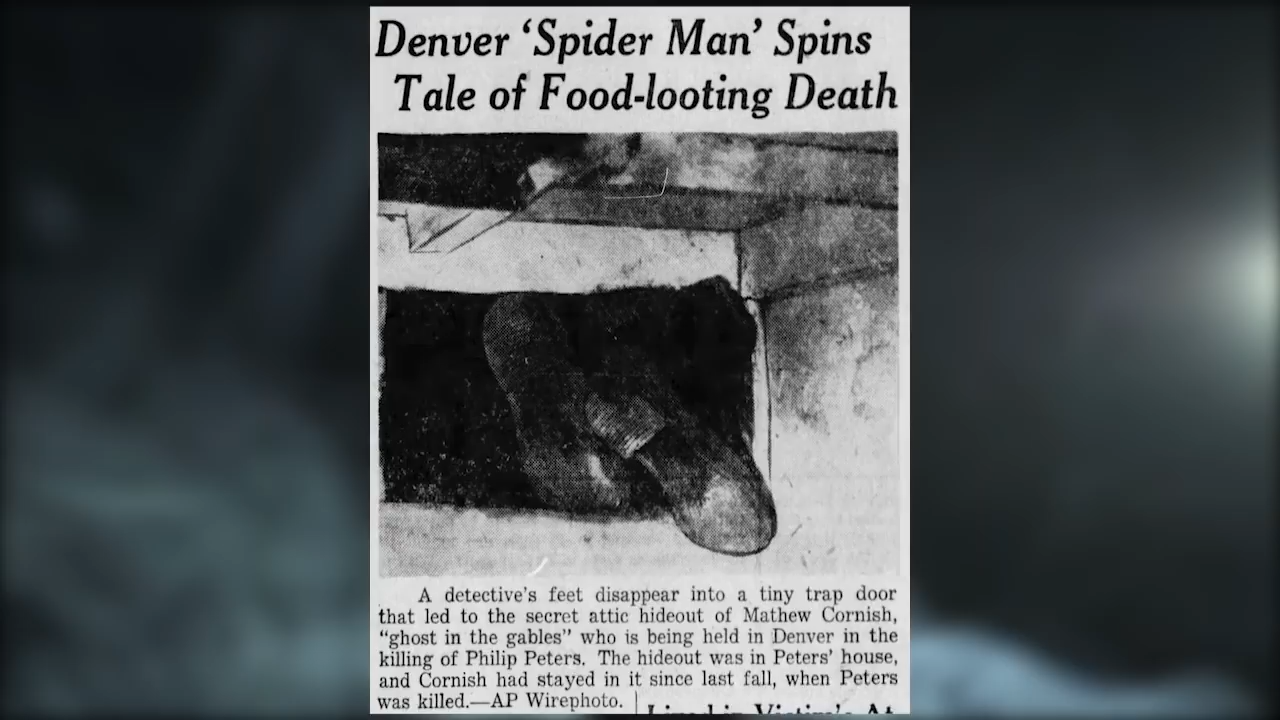 Denver ‘Spider Man’ Spins
Tale of Food-looting Death
A detective's feet disappear into a tiny trap door
that led to the secret attic hideout of Mathew Cornish,
“ghost in the gables” who is being held in Denver in the
killing of Philip Peters. The hideout was in Peters' house,
and Cornish had stayed in it since last fall, when Peters
was killed.—AP Wirephoto.